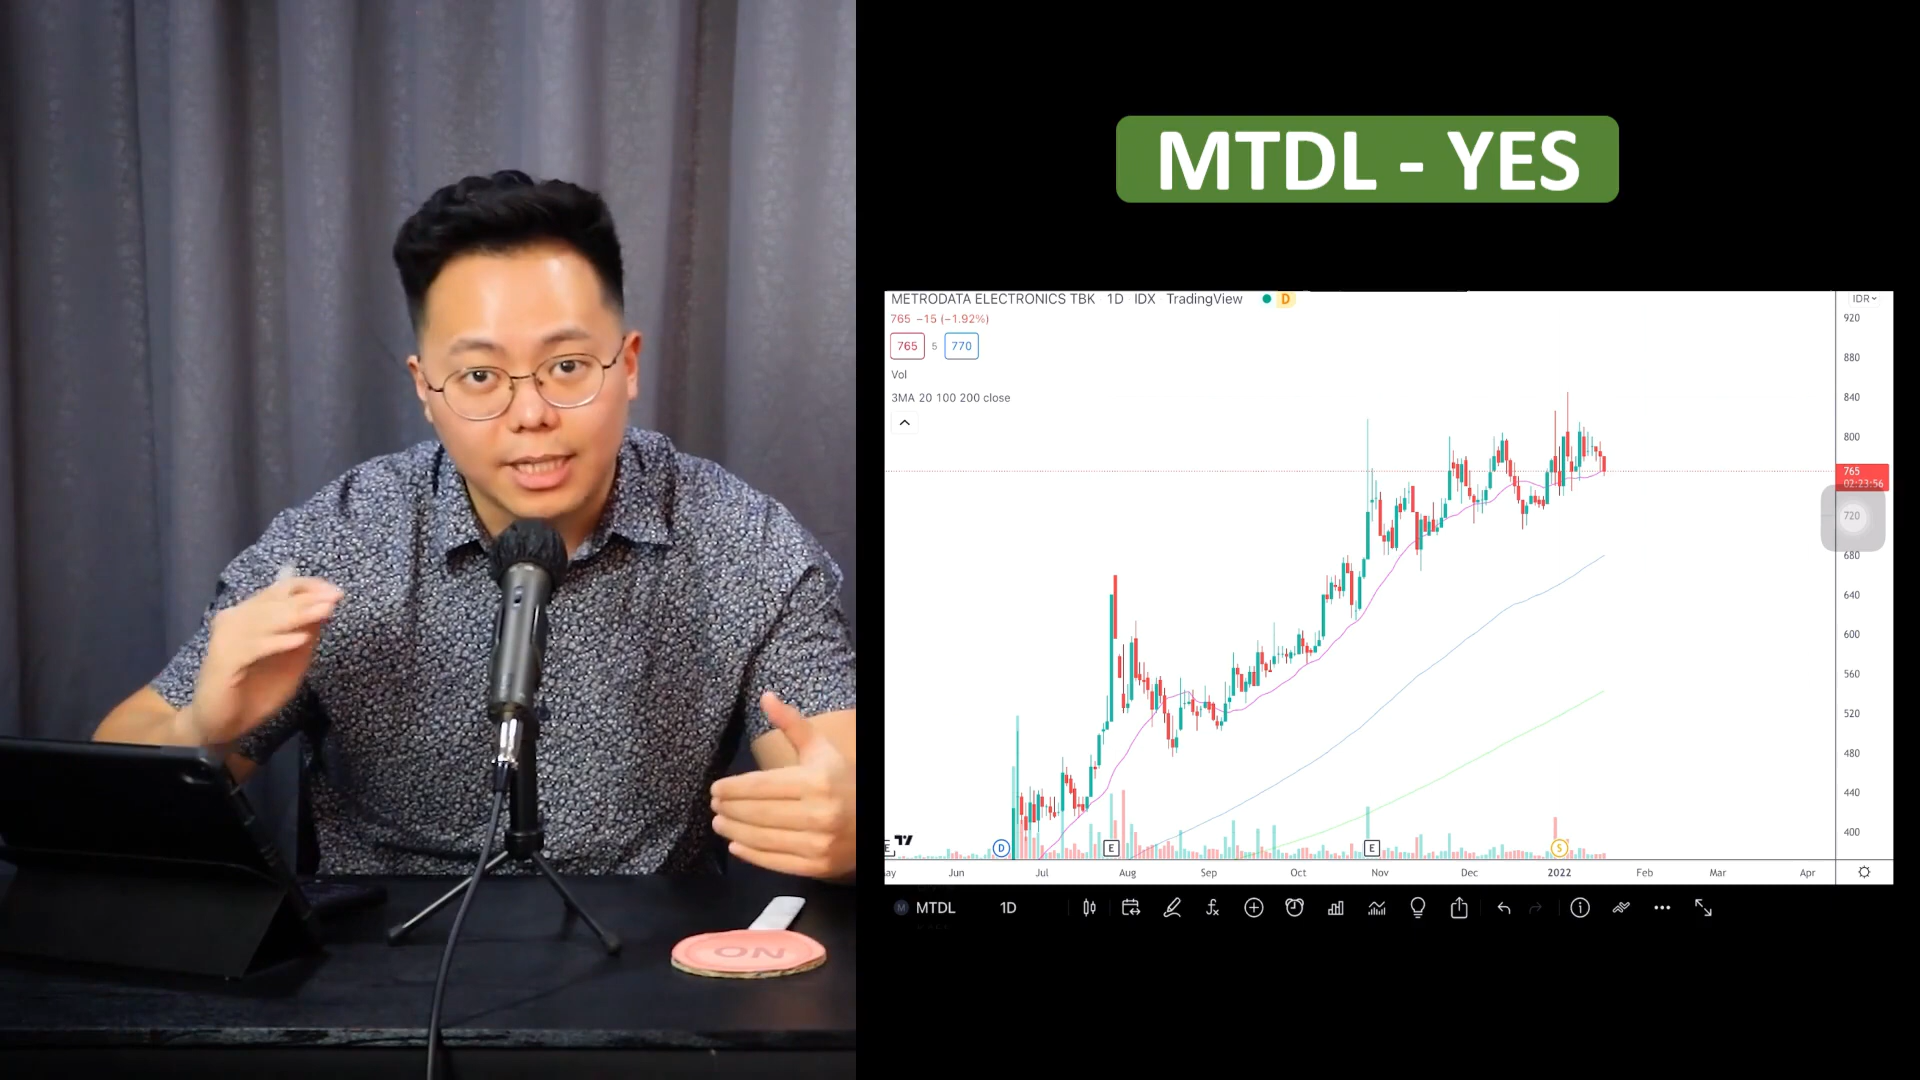 MTDL - YES
METRODATA ELECTRONICS TBK 1D IDX TradingView D
IDR
765 −15 (−1.92%)
765 5 770
Vol
3MA 20 100 200 close
920
880
840
800
765
02:23:56
720
680
640
600
560
520
480
440
400
E D E E S
ay Jun Jul Aug Sep Oct Nov Dec 2022 Feb Mar Apr
M MTDL 1D
NO